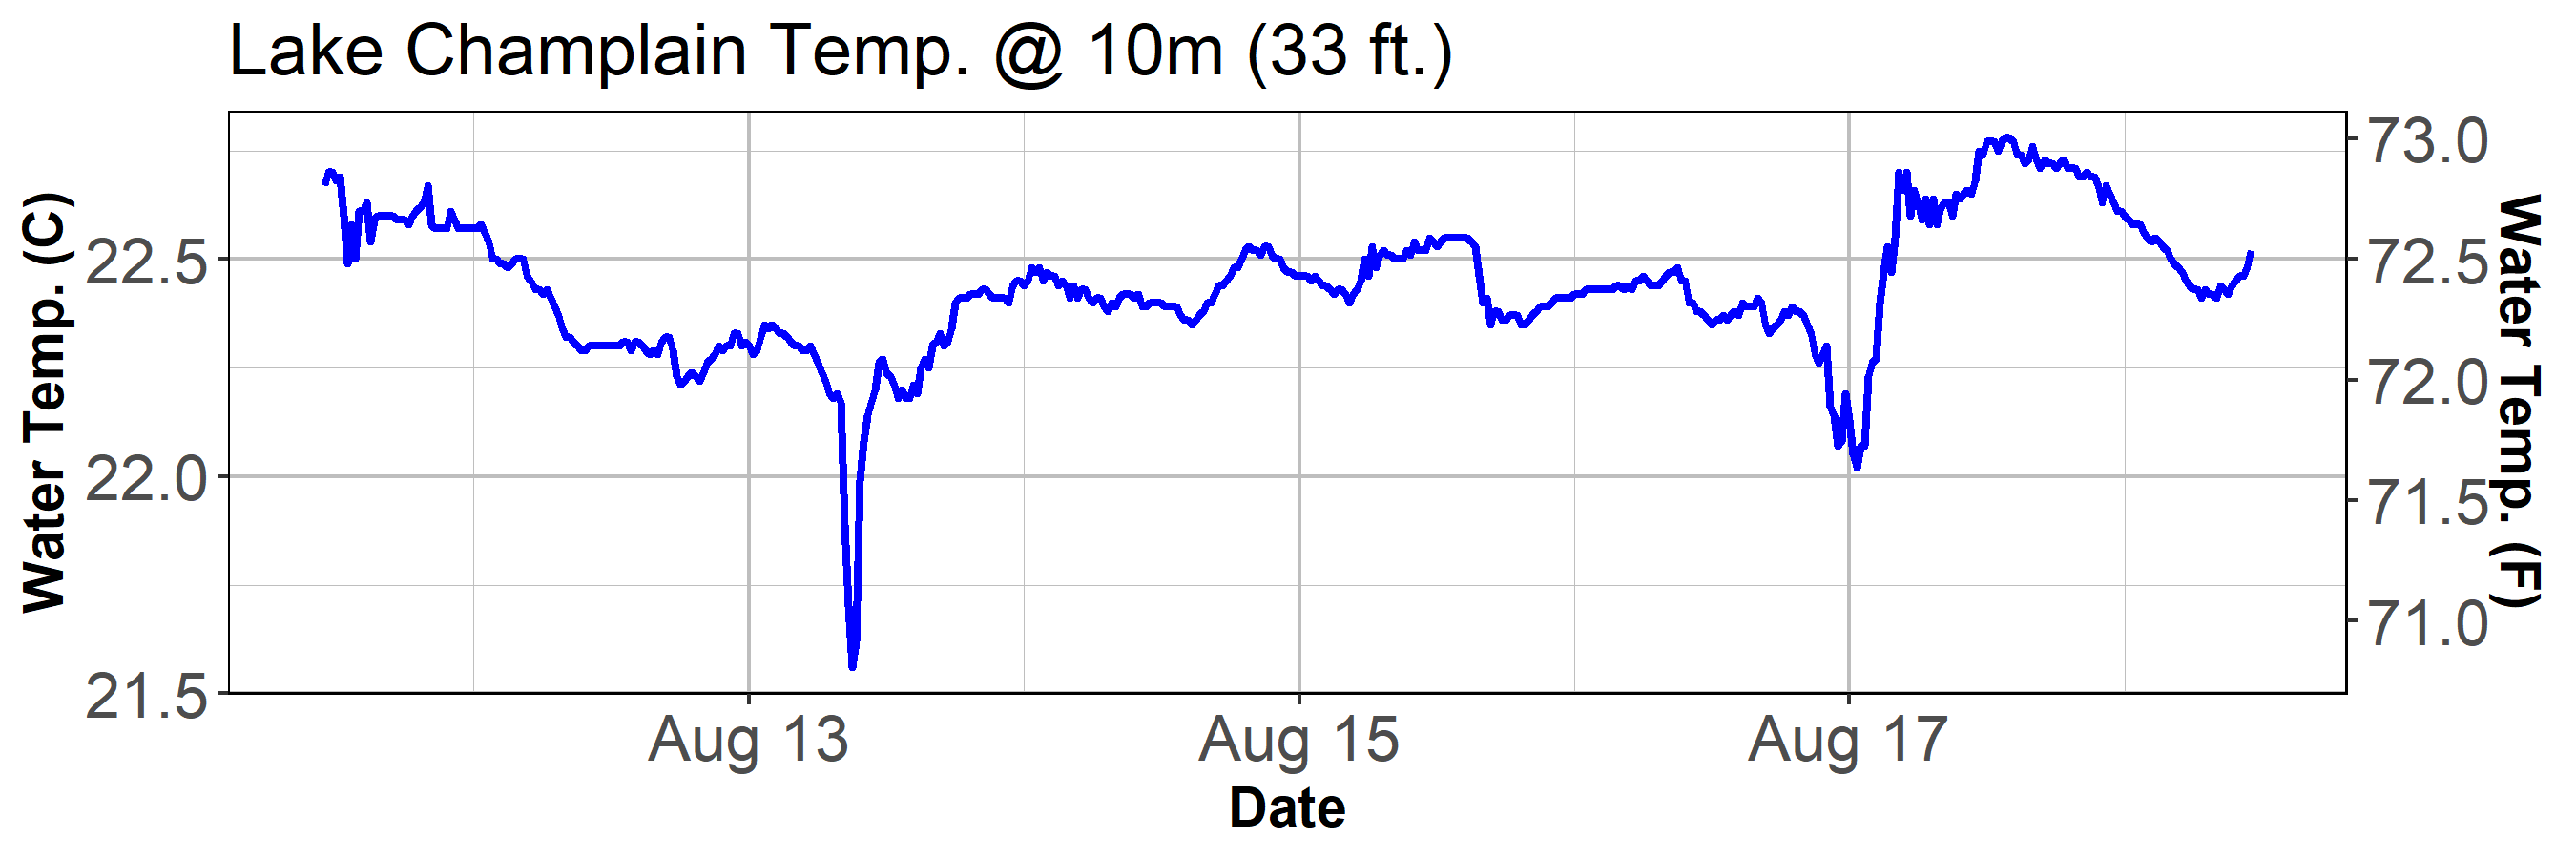 Lake Champlain Temp. @ 10m (33 ft.)
Water Temp. (C)
22.5
22.0
21.5
73.0
72.5
72.0
71.5
71.0
Water Temp. (F)
Aug 13
Aug 15
Aug 17
Date